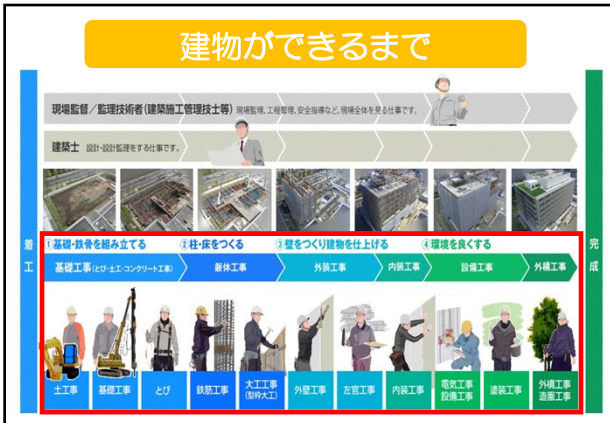 建物ができるまで
現場監督／監理技術者(建築施工管理技士等) 現場監理、工程管理、安全指導など、現場全体を見る仕事です。
建築士 設計・設計監理をする仕事です。
着工
完成
①基礎・鉄骨を組み立てる ②柱・床をつくる ③壁をつくり建物を仕上げる ④環境を良くする
基礎工事(とび・土工・コンクリート工事) 躯体工事 外装工事 内装工事 設備工事 外構工事
土工事 基礎工事 とび 鉄筋工事 大工工事 外壁工事 左官工事 内装工事 電気工事 塗装工事 外構工事
(型枠大工) 設備工事 造園工事